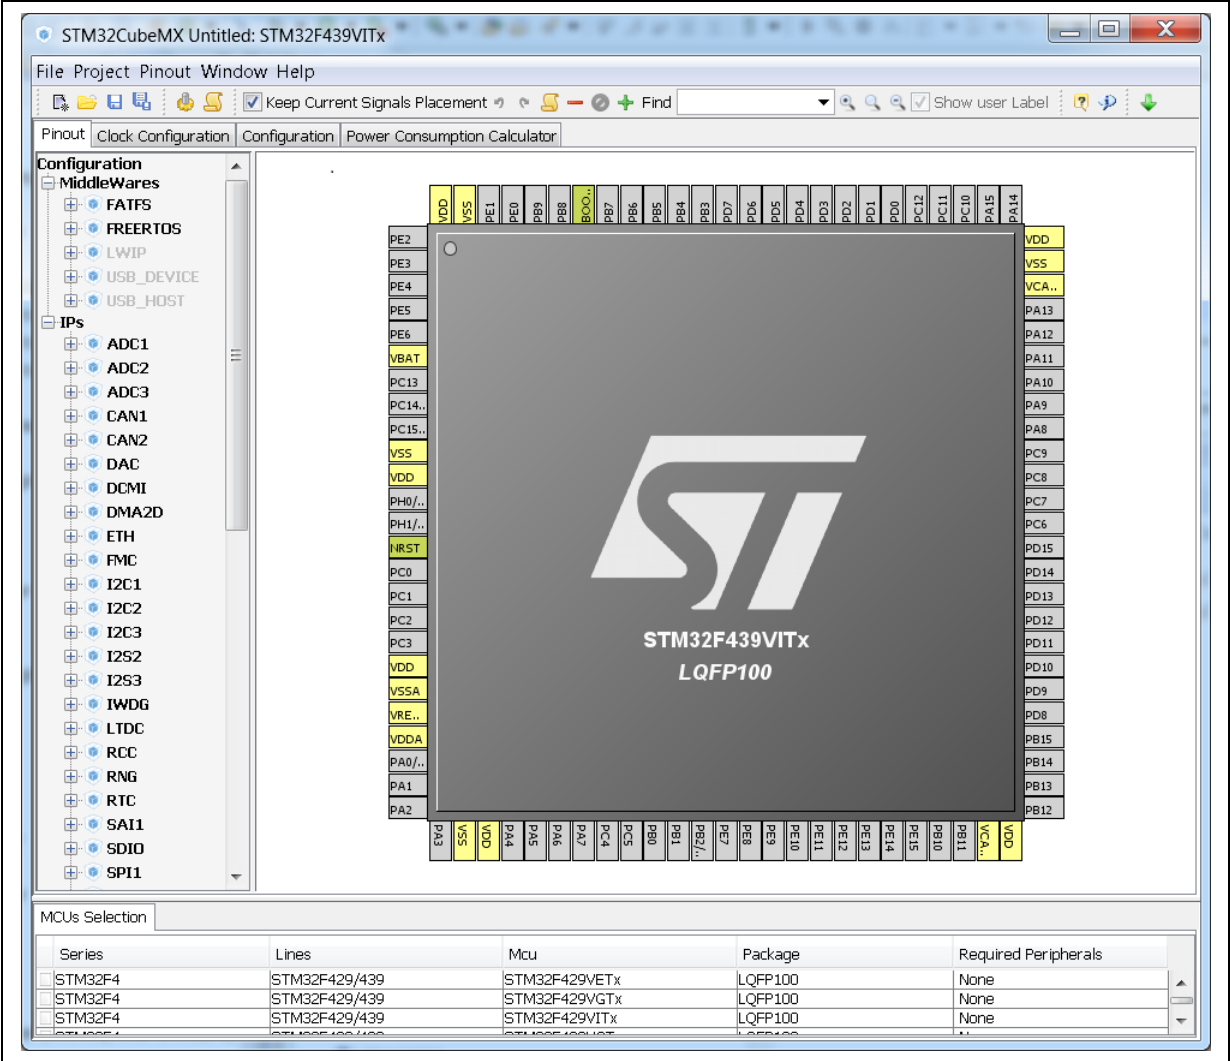 STM32CubeMX Untitled: STM32F439VITx
File Project Pinout Window Help
Keep Current Signals Placement Find Show user Label
Pinout Clock Configuration Configuration Power Consumption Calculator
Configuration
MiddleWares
FATFS
FREERTOS
LWIP
USB_DEVICE
USB_HOST
IPs
ADC1
ADC2
ADC3
CAN1
CAN2
DAC
DCMI
DMA2D
ETH
FMC
I2C1
I2C2
I2C3
I2S2
I2S3
IWDG
LTDC
RCC
RNG
RTC
SAI1
SDIO
SPI1
VDD VSS PE1 PE0 PB9 PB8 BOO.. PB7 PB6 PB5 PB4 PB3 PD7 PD6 PD5 PD4 PD3 PD2 PD1 PD0 PC12 PC11 PC10 PA15 PA14
PE2
PE3
PE4
PE5
PE6
VBAT
PC13
PC14..
PC15..
VSS
VDD
PH0/..
PH1/..
NRST
PC0
PC1
PC2
PC3
VDD
VSSA
VRE..
VDDA
PA0/..
PA1
PA2
ST
STM32F439VITx
LQFP100
VDD
VSS
VCA..
PA13
PA12
PA11
PA10
PA9
PA8
PC9
PC8
PC7
PC6
PD15
PD14
PD13
PD12
PD11
PD10
PD9
PD8
PB15
PB14
PB13
PB12
PA3 VSS VDD PA4 PA5 PA6 PA7 PC4 PC5 PB0 PB1 PB2/.. PE7 PE8 PE9 PE10 PE11 PE12 PE13 PE14 PE15 PB10 PB11 VCA.. VDD
MCUs Selection
Series Lines Mcu Package Required Peripherals
STM32F4 STM32F429/439 STM32F429VETx LQFP100 None
STM32F4 STM32F429/439 STM32F429VGTx LQFP100 None
STM32F4 STM32F429/439 STM32F429VITx LQFP100 None